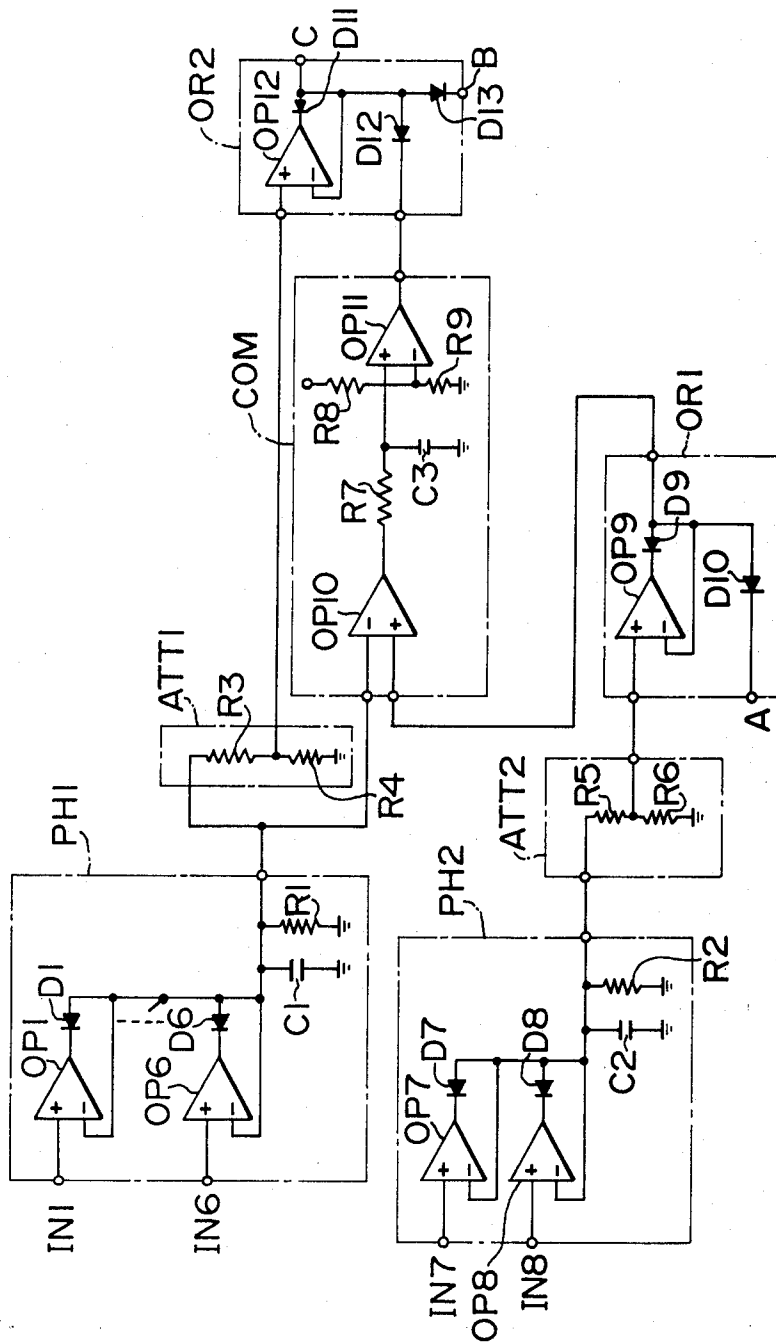 PH1
IN1
OP1
D1
OP6
D6
IN6
C1
R1
ATT1
R3
R4
PH2
IN7
OP7
D7
D8
OP8
IN8
C2
R2
ATT2
R5
R6
COM
OP10
R7
C3
R8
OP11
R9
OR1
OP9
D9
D10
A
OR2
OP12
C
D11
D12
D13
B